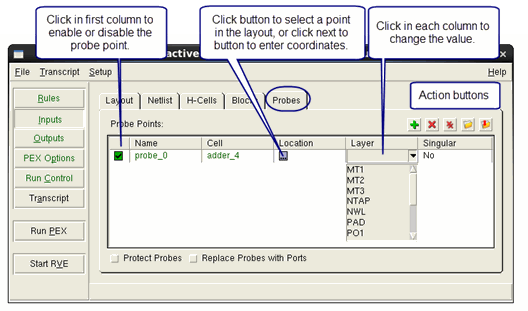 Click in first column to
enable or disable the
probe point.
Click button to select a point
in the layout, or click next to
button to enter coordinates.
Click in each column to
change the value.
active
File Transcript Setup Help
Action buttons
Rules
Inputs
Outputs
PEX Options
Run Control
Transcript
Run PEX
Start RVE
Layout Netlist H-Cells Bloc Probes
Probe Points:
Name Cell Location Layer Singular
probe_0 adder_4 No
MT1
MT2
MT3
NTAP
NWL
PAD
PO1
Protect Probes Replace Probes with Ports